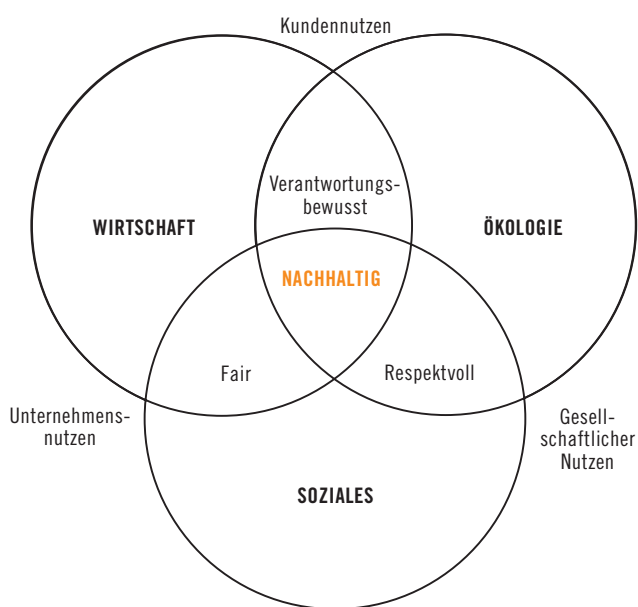 Kundennutzen
Verantwortungs-
bewusst
WIRTSCHAFT
ÖKOLOGIE
NACHHALTIG
Fair
Respektvoll
Unternehmens-
nutzen
Gesell-
schaftlicher
Nutzen
SOZIALES